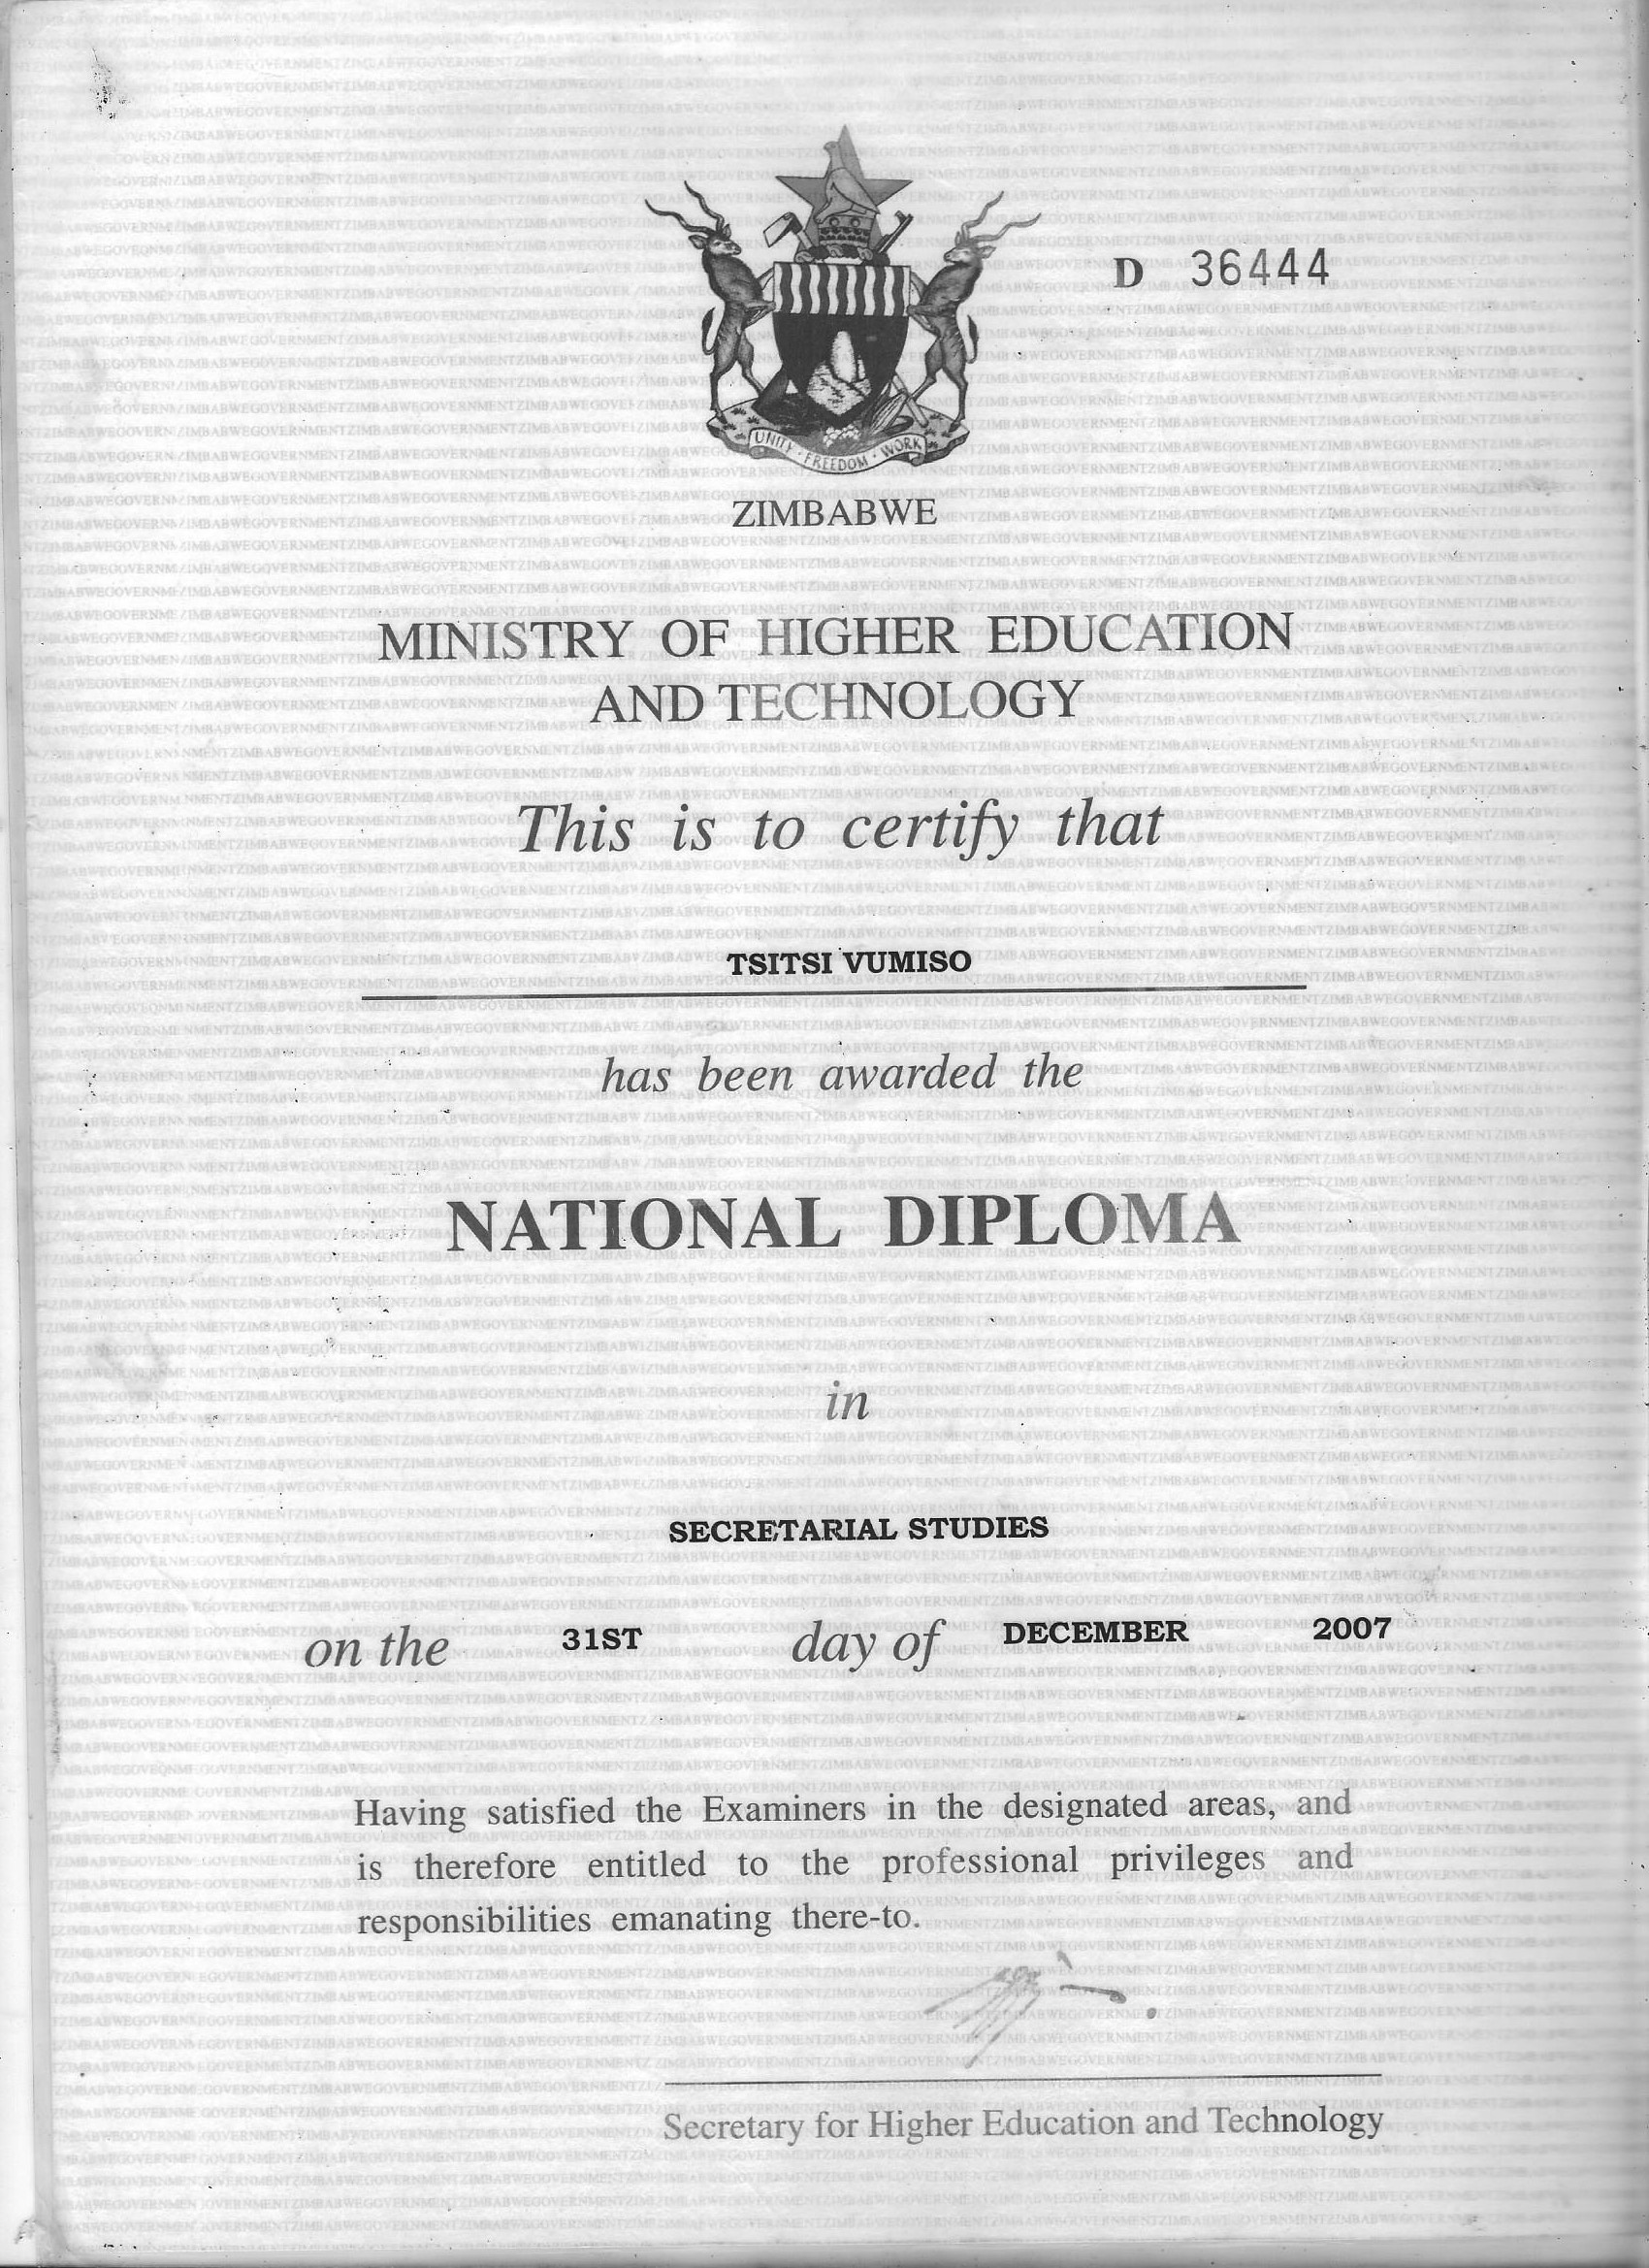 D 36444
UNITY · FREEDOM · WORK
ZIMBABWE
MINISTRY OF HIGHER EDUCATION
AND TECHNOLOGY
This is to certify that
TSITSI VUMISO
has been awarded the
NATIONAL DIPLOMA
in
SECRETARIAL STUDIES
on the 31ST day of DECEMBER 2007
Having satisfied the Examiners in the designated areas, and
is therefore entitled to the professional privileges and
responsibilities emanating there-to.
Secretary for Higher Education and Technology